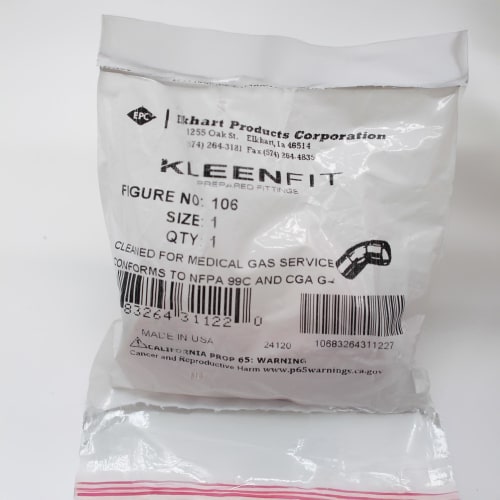 EPC
Elkhart Products Corporation
1255 Oak St. Elkhart, Ia 46514
(574) 264-3181 Fax (574) 264-4835
KLEENFIT
PREPARED FITTINGS
FIGURE NO: 106
SIZE: 1
QTY: 1
CLEANED FOR MEDICAL GAS SERVICE
CONFORMS TO NFPA 99C AND CGA G-4
83264 31122 0
10683264311227
MADE IN USA
24120
⚠CALIFORNIA PROP 65: WARNING
Cancer and Reproductive Harm www.p65warnings.ca.gov